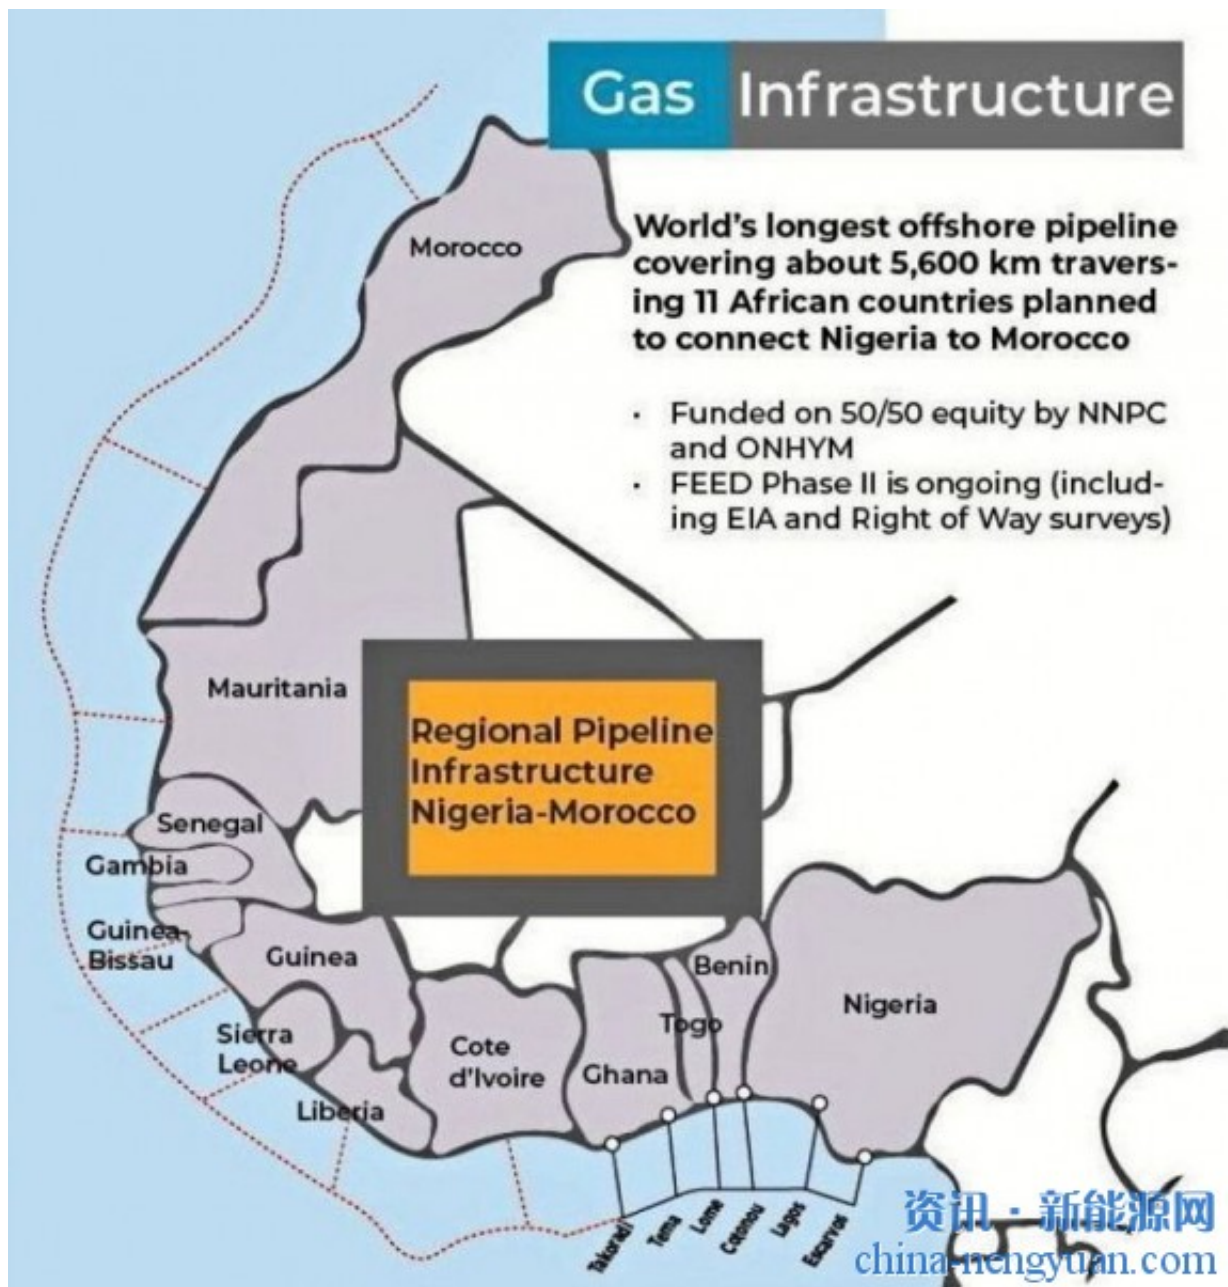 Gas Infrastructure
World's longest offshore pipeline
covering about 5,600 km travers-
ing 11 African countries planned
to connect Nigeria to Morocco
· Funded on 50/50 equity by NNPC
and ONHYM
· FEED Phase II is ongoing (includ-
ing EIA and Right of Way surveys)
Morocco
Mauritania
Regional Pipeline
Infrastructure
Nigeria-Morocco
Senegal
Gambia
Guinea-
Bissau
Guinea
Sierra
Leone
Liberia
Cote
d'Ivoire
Ghana
Togo
Benin
Nigeria
Takoradi
Tema
Lome
Cotonou
Lagos
Escarvos
资讯·新能源网
china-nengyuan.com